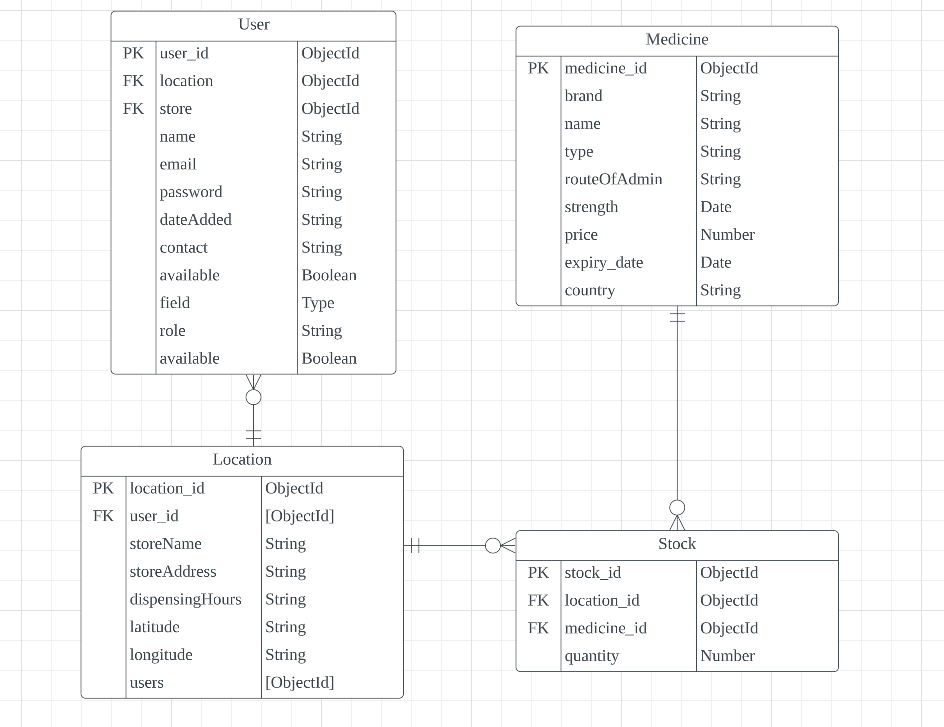 User
PK user_id ObjectId
FK location ObjectId
FK store ObjectId
name String
email String
password String
dateAdded String
contact String
available Boolean
field Type
role String
available Boolean
Medicine
PK medicine_id ObjectId
brand String
name String
type String
routeOfAdmin String
strength Date
price Number
expiry_date Date
country String
Location
PK location_id ObjectId
FK user_id [ObjectId]
storeName String
storeAddress String
dispensingHours String
latitude String
longitude String
users [ObjectId]
Stock
PK stock_id ObjectId
FK location_id ObjectId
FK medicine_id ObjectId
quantity Number